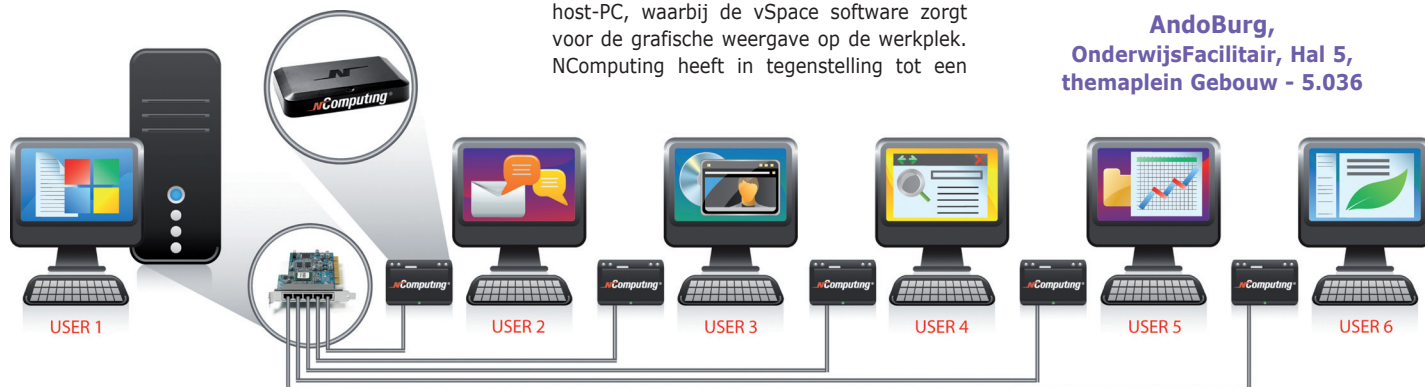 host-PC, waarbij de vSpace software zorgt
voor de grafische weergave op de werkplek.
NComputing heeft in tegenstelling tot een
AndoBurg,
OnderwijsFacilitair, Hal 5,
themaplein Gebouw - 5.036
NComputing
NComputing
NComputing
NComputing
NComputing
NComputing
USER 1
USER 2
USER 3
USER 4
USER 5
USER 6